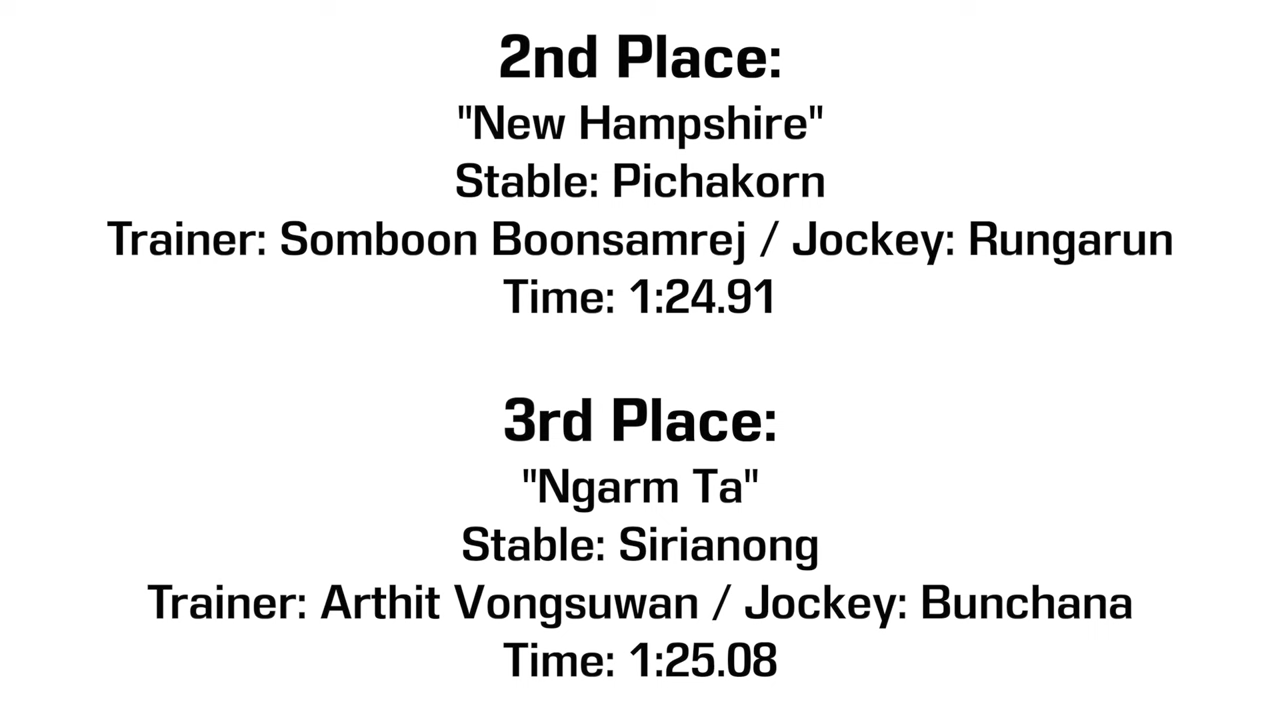 2nd Place:
"New Hampshire"
Stable: Pichakorn
Trainer: Somboon Boonsamrej / Jockey: Rungarun
Time: 1:24.91
3rd Place:
"Ngarm Ta"
Stable: Sirianong
Trainer: Arthit Vongsuwan / Jockey: Bunchana
Time: 1:25.08